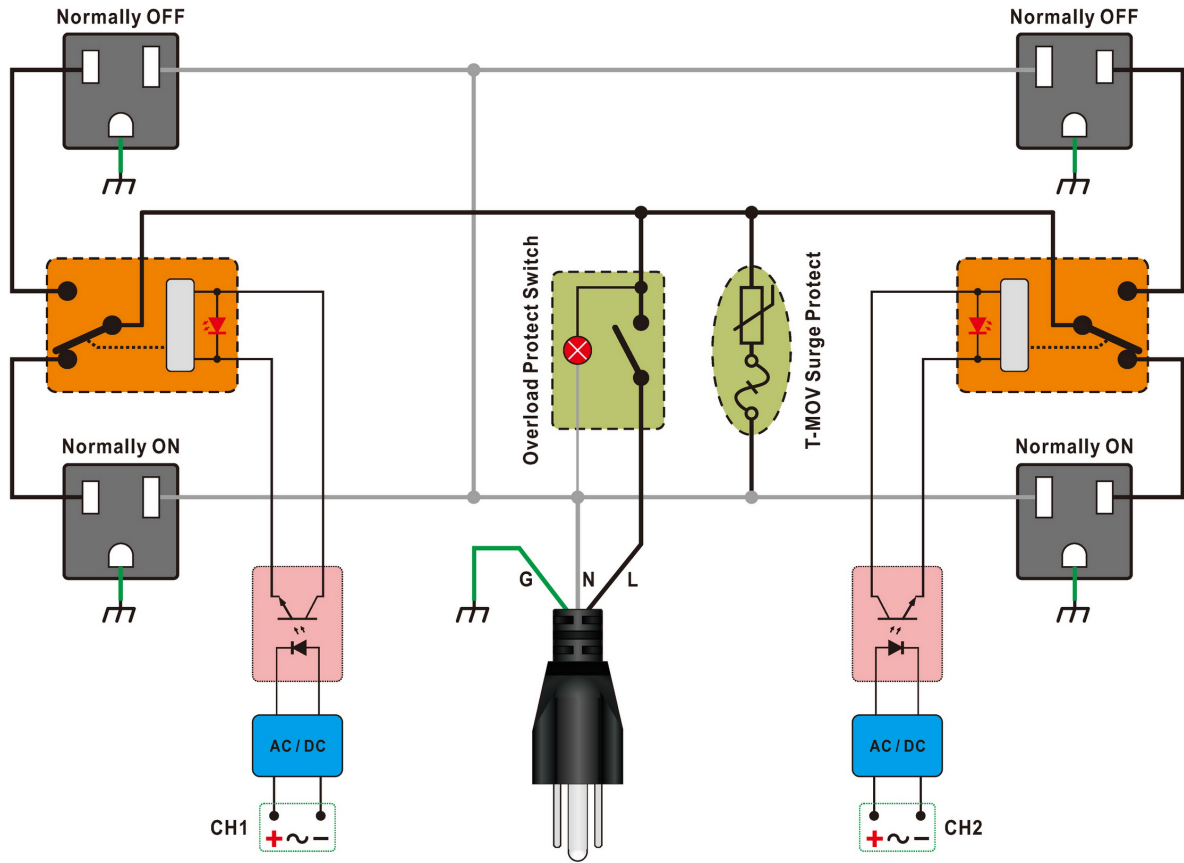 Normally OFF
Normally OFF
Overload Protect Switch
T-MOV Surge Protect
Normally ON
Normally ON
G
N
L
AC / DC
AC / DC
CH1
+ ~ −
+ ~ −
CH2